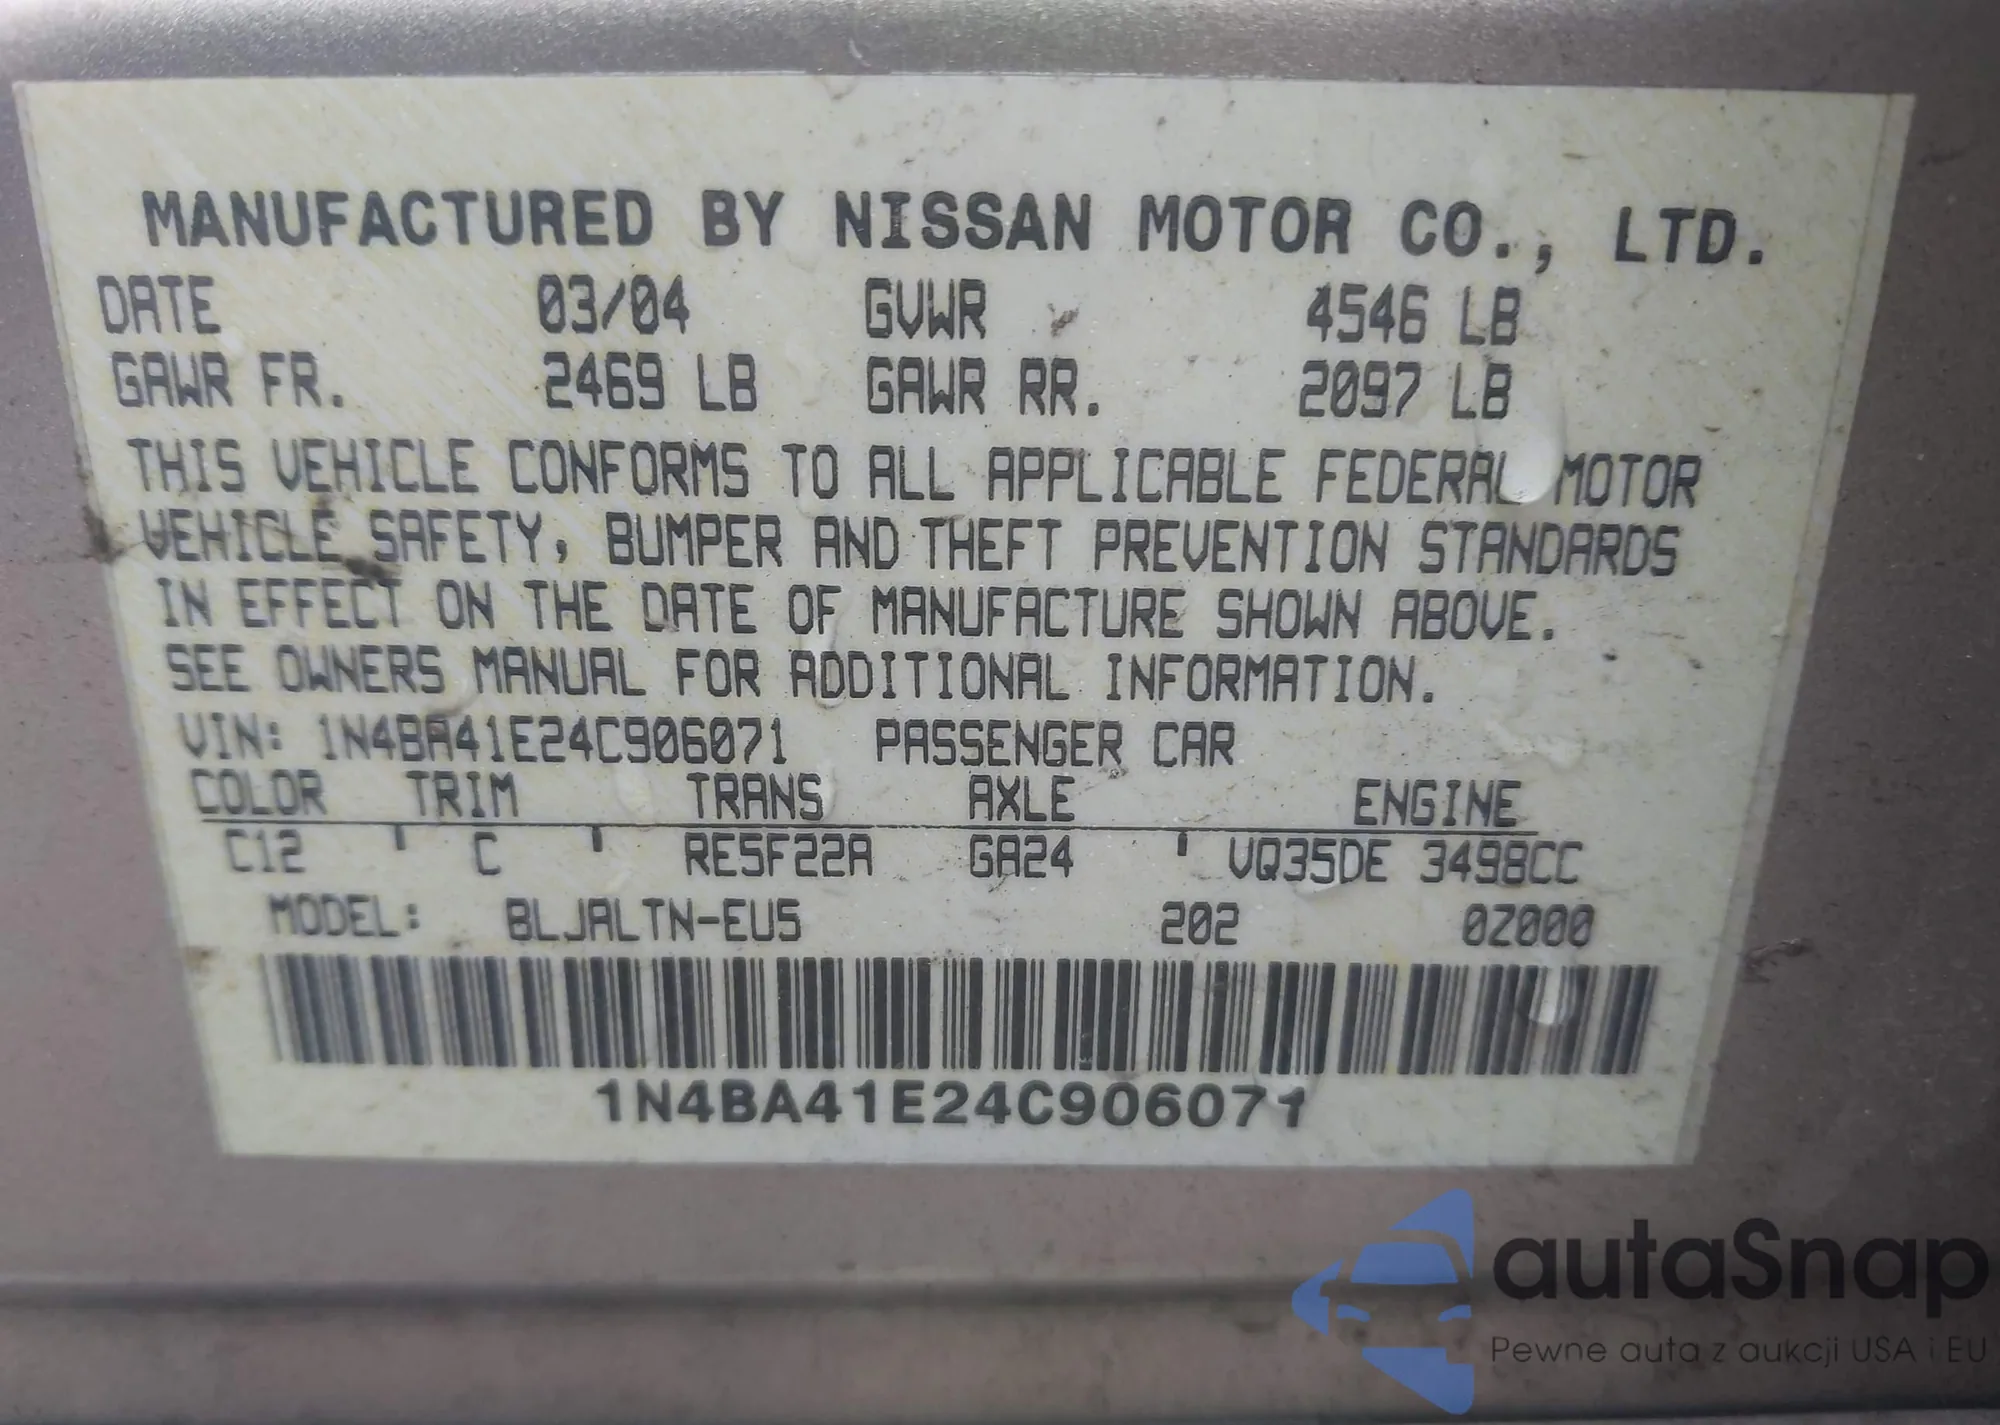 MANUFACTURED BY NISSAN MOTOR CO., LTD.
DATE 03/04 GVWR 4546 LB
GAWR FR. 2469 LB GAWR RR. 2097 LB
THIS VEHICLE CONFORMS TO ALL APPLICABLE FEDERAL MOTOR
VEHICLE SAFETY, BUMPER AND THEFT PREVENTION STANDARDS
IN EFFECT ON THE DATE OF MANUFACTURE SHOWN ABOVE.
SEE OWNERS MANUAL FOR ADDITIONAL INFORMATION.
VIN: 1N4BA41E24C906071 PASSENGER CAR
COLOR TRIM TRANS AXLE ENGINE
C12 ' C ' RE5F22A GA24 ' VQ35DE 3498CC
MODEL: BLJALTN-EU5 202 0Z000
1N4BA41E24C906071
autaSnap
Pewne auta z aukcji USA i EU